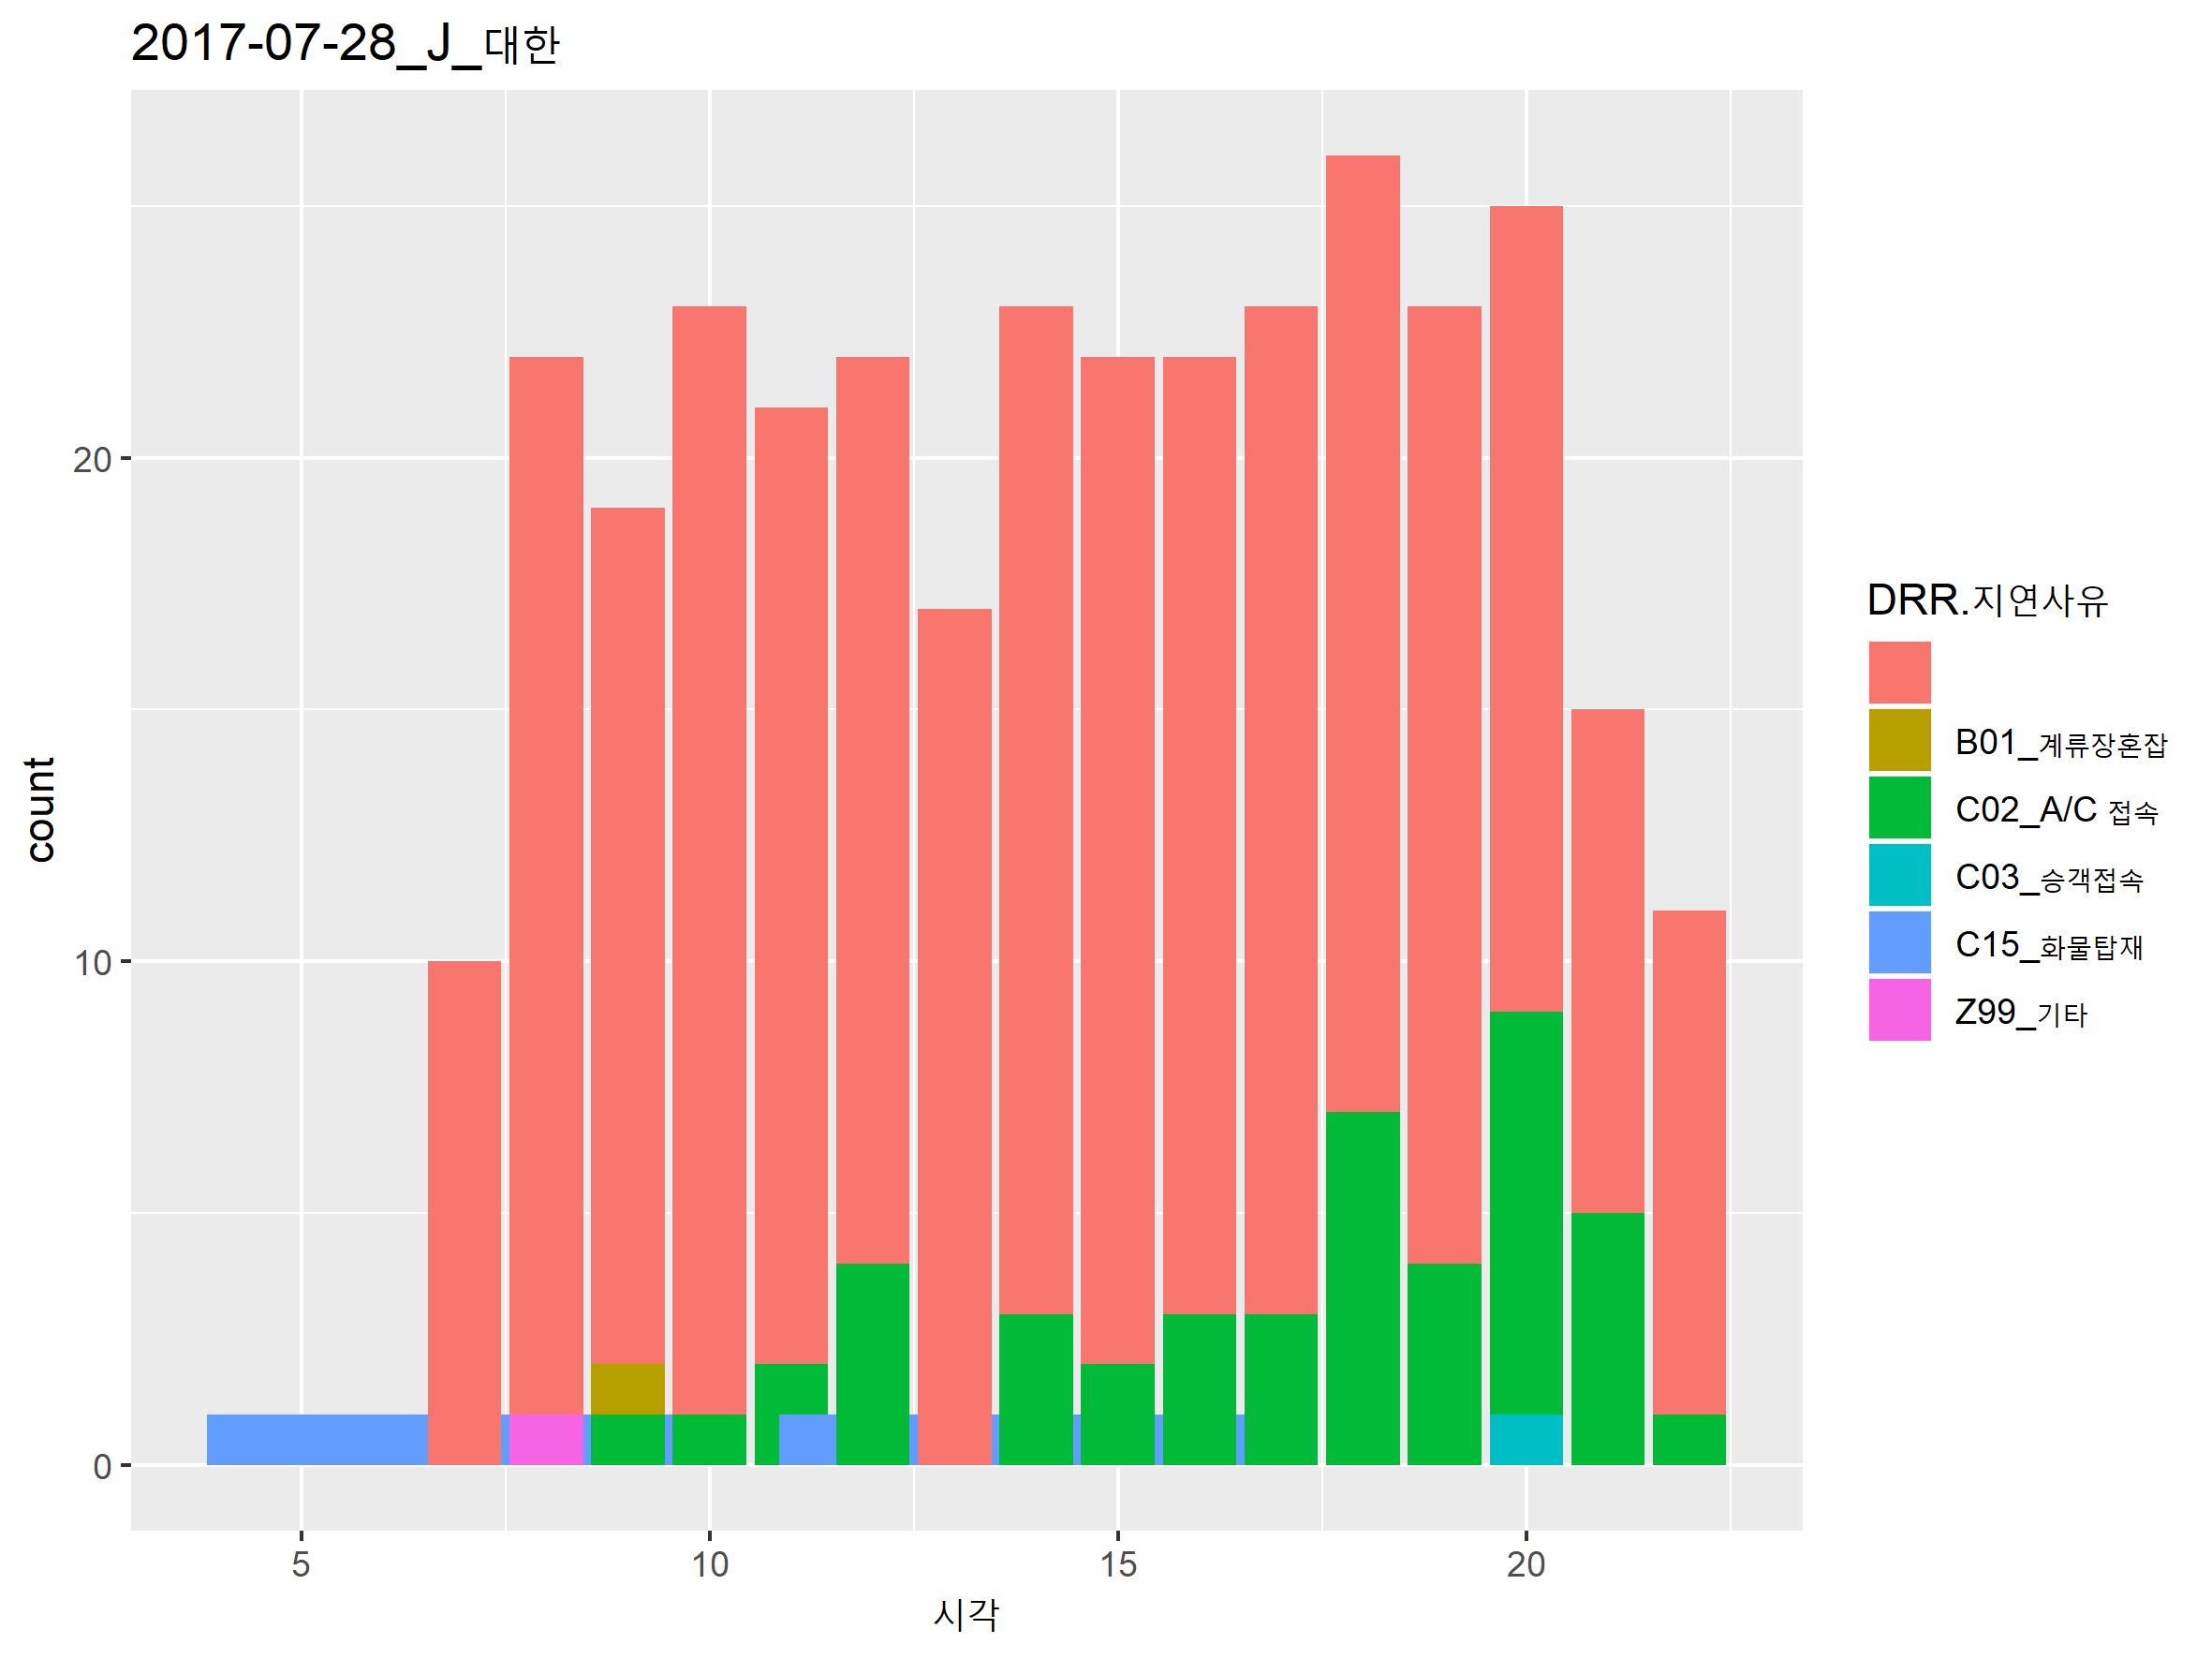 2017-07-28_J_대한
count
20
10
0
5 10 15 20
시각
DRR.지연사유
B01_계류장혼잡
C02_A/C 접속
C03_승객접속
C15_화물탑재
Z99_기타